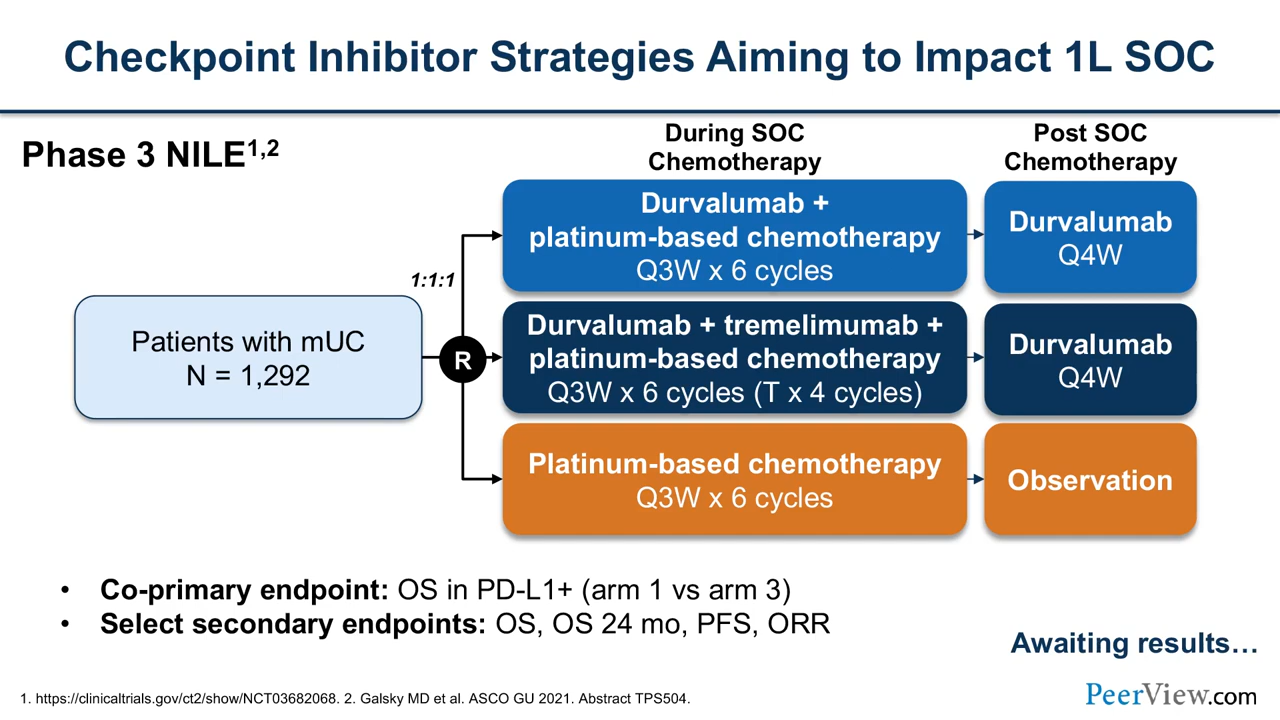 Checkpoint Inhibitor Strategies Aiming to Impact 1L SOC
Phase 3 NILE1,2
During SOC
Chemotherapy
Post SOC
Chemotherapy
Patients with mUC
N = 1,292
1:1:1
R
Durvalumab +
platinum-based chemotherapy
Q3W x 6 cycles
Durvalumab
Q4W
Durvalumab + tremelimumab +
platinum-based chemotherapy
Q3W x 6 cycles (T x 4 cycles)
Durvalumab
Q4W
Platinum-based chemotherapy
Q3W x 6 cycles
Observation
• Co-primary endpoint: OS in PD-L1+ (arm 1 vs arm 3)
• Select secondary endpoints: OS, OS 24 mo, PFS, ORR
Awaiting results…
1. https://clinicaltrials.gov/ct2/show/NCT03682068. 2. Galsky MD et al. ASCO GU 2021. Abstract TPS504.
PeerView.com